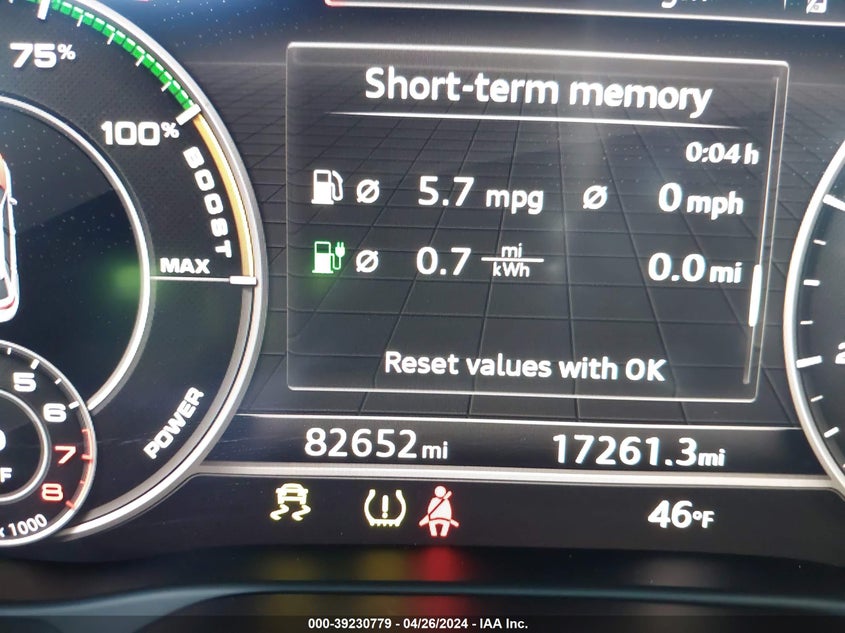 75%
100%
BOOST
MAX
POWER
Short-term memory
0:04 h
Ø 5.7 mpg Ø 0 mph
Ø 0.7 mi/kWh 0.0 mi
Reset values with OK
82652 mi 17261.3 mi
46°F
5
6
7
8
x 1000
000-39230779 -- 04/26/2024 -- IAA Inc.